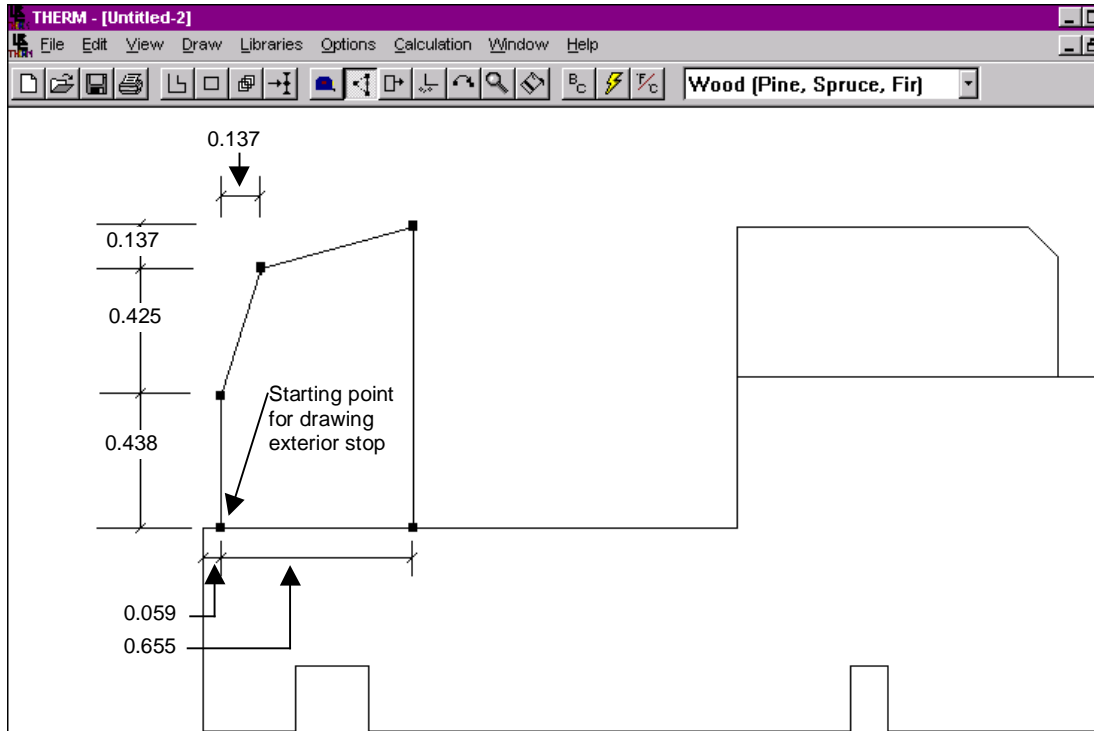 THERM - [Untitled-2]
File Edit View Draw Libraries Options Calculation Window Help
B C °F/C Wood (Pine, Spruce, Fir)
0.137
0.137
0.425
Starting point
for drawing
exterior stop
0.438
0.059
0.655